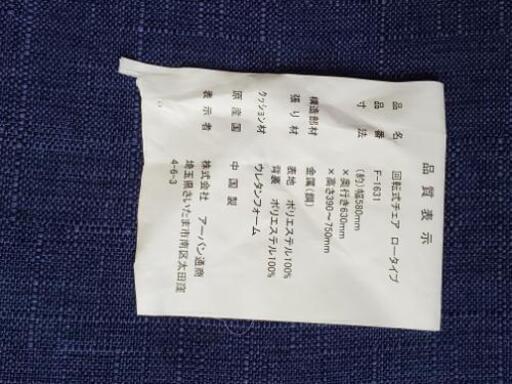 品質表示
品名 回転式チェア ロータイプ
品番 F-1631
寸法 (約)幅580mm
×奥行き630mm
×高さ390～750mm
構造部材 金属(鋼)
張り材 表地 ポリエステル100%
背裏 ポリエステル100%
クッション材 ウレタンフォーム
原産国 中国製
表示者 株式会社 アーバン通商
埼玉県さいたま市南区太田窪
4-6-3